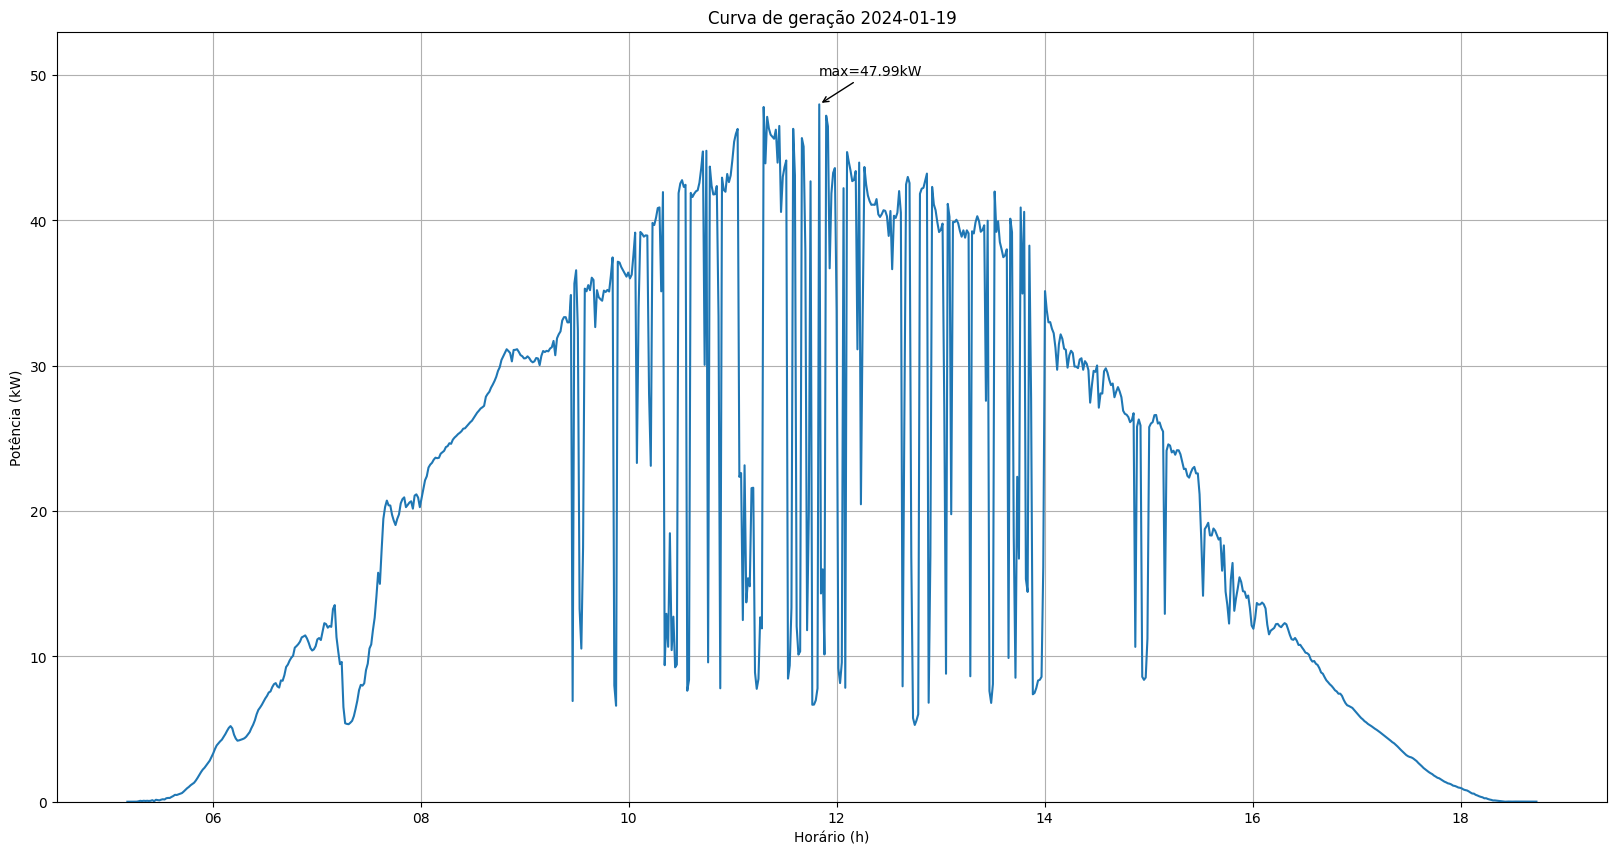 Curva de geração 2024-01-19
max=47.99kW
Potência (kW)
50
40
30
20
10
0
06 08 10 12 14 16 18
Horário (h)